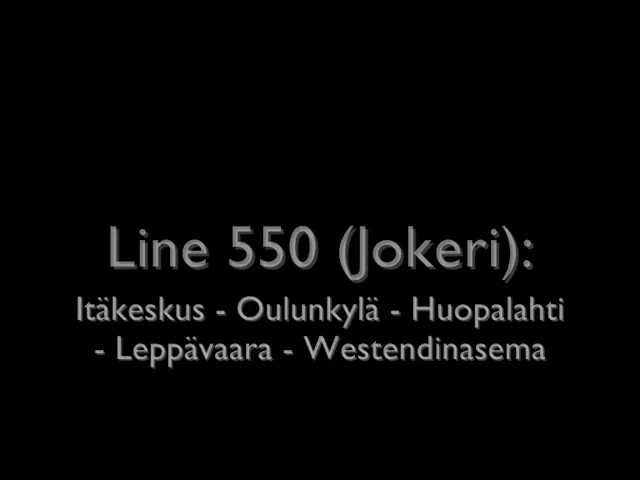 Line 550 (Jokeri):
Itäkeskus - Oulunkylä - Huopalahti
- Leppävaara - Westendinasema